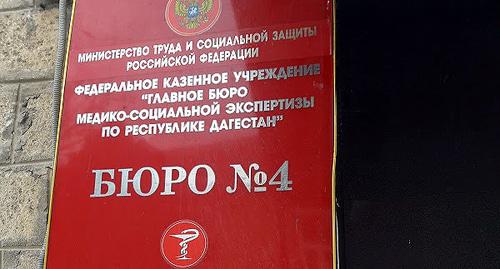 МИНИСТЕРСТВО ТРУДА И СОЦИАЛЬНОЙ ЗАЩИТЫ
РОССИЙСКОЙ ФЕДЕРАЦИИ
ФЕДЕРАЛЬНОЕ КАЗЕННОЕ УЧРЕЖДЕНИЕ
"ГЛАВНОЕ БЮРО
МЕДИКО-СОЦИАЛЬНОЙ ЭКСПЕРТИЗЫ
ПО РЕСПУБЛИКЕ ДАГЕСТАН"
БЮРО №4